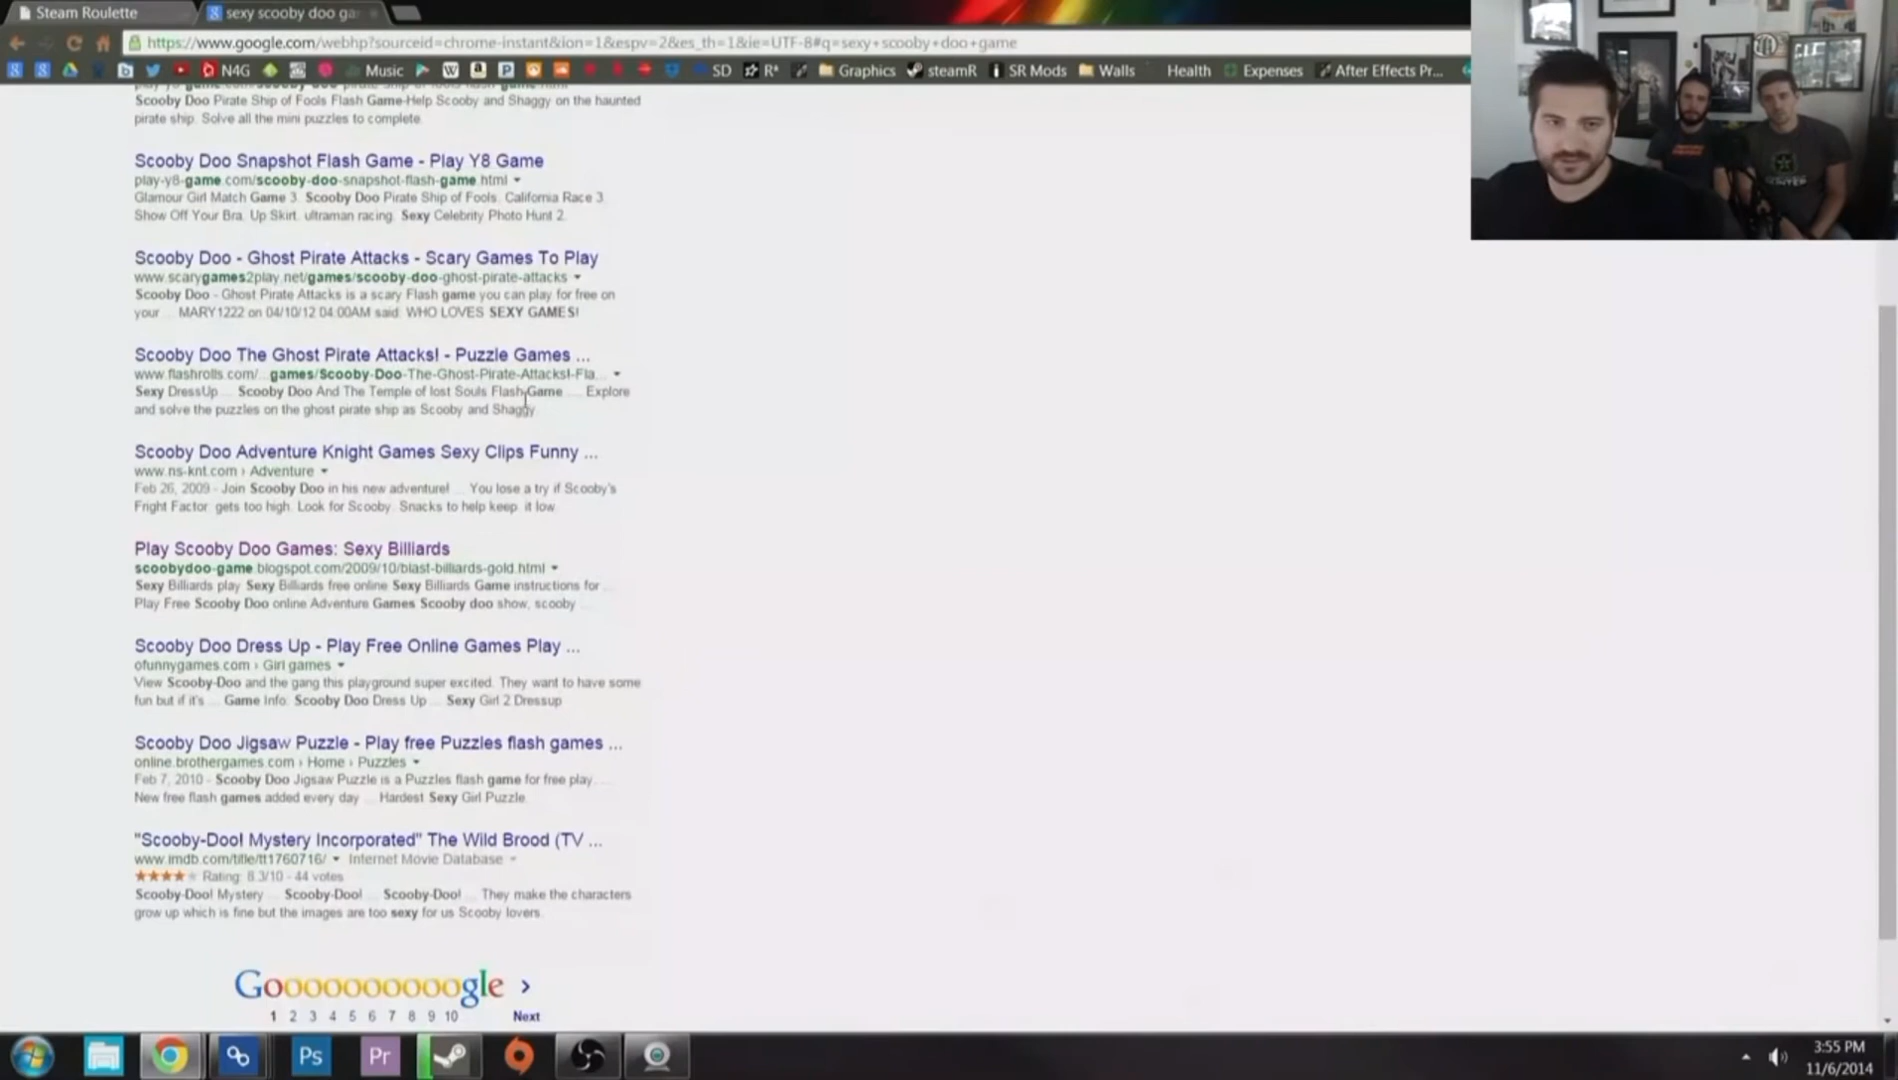 Steam Roulette
sexy scooby doo ga
https://www.google.com/webhp?sourceid=chrome-instant&ion=1&espv=2&es_th=1&ie=UTF-8#q=sexy+scooby+doo+game
N4G Music SD R* Graphics steamR SR Mods Walls Health Expenses After Effects Pr...
Scooby Doo Pirate Ship of Fools Flash Game-Help Scooby and Shaggy on the haunted
pirate ship. Solve all the mini puzzles to complete.
Scooby Doo Snapshot Flash Game - Play Y8 Game
play-y8-game.com/scooby-doo-snapshot-flash-game.html
Glamour Girl Match Game 3. Scooby Doo Pirate Ship of Fools. California Race 3.
Show Off Your Bra. Up Skirt. ultraman racing. Sexy Celebrity Photo Hunt 2.
Scooby Doo - Ghost Pirate Attacks - Scary Games To Play
www.scarygames2play.net/games/scooby-doo-ghost-pirate-attacks
Scooby Doo - Ghost Pirate Attacks is a scary Flash game you can play for free on
your ... MARY1222 on 04/10/12 04:00AM said: WHO LOVES SEXY GAMES!
Scooby Doo The Ghost Pirate Attacks! - Puzzle Games ...
www.flashrolls.com/...games/Scooby-Doo-The-Ghost-Pirate-Attacks!-Fla...
Sexy DressUp ... Scooby Doo And The Temple of lost Souls Flash Game ... Explore
and solve the puzzles on the ghost pirate ship as Scooby and Shaggy
Scooby Doo Adventure Knight Games Sexy Clips Funny ...
www.ns-knt.com › Adventure
Feb 26, 2009 - Join Scooby Doo in his new adventure! ... You lose a try if Scooby's
Fright Factor. gets too high. Look for Scooby. Snacks to help keep. it low.
Play Scooby Doo Games: Sexy Billiards
scoobydoo-game.blogspot.com/2009/10/blast-billiards-gold.html
Sexy Billiards play Sexy Billiards free online Sexy Billiards Game instructions for ...
Play Free Scooby Doo online Adventure Games Scooby doo show, scooby ...
Scooby Doo Dress Up - Play Free Online Games Play ...
ofunnygames.com › Girl games
View Scooby-Doo and the gang this playground super excited. They want to have some
fun but if it's ... Game Info: Scooby Doo Dress Up ... Sexy Girl 2 Dressup
Scooby Doo Jigsaw Puzzle - Play free Puzzles flash games ...
online.brothergames.com › Home › Puzzles
Feb 7, 2010 - Scooby Doo Jigsaw Puzzle is a Puzzles flash game for free play. ...
New free flash games added every day ... Hardest Sexy Girl Puzzle.
"Scooby-Doo! Mystery Incorporated" The Wild Brood (TV ...
www.imdb.com/title/tt1760716/ Internet Movie Database
Rating: 8.3/10 - 44 votes
Scooby-Doo! Mystery ... Scooby-Doo! ... Scooby-Doo! ... They make the characters
grow up which is fine but the images are too sexy for us Scooby lovers.
Goooooooooogle >
1 2 3 4 5 6 7 8 9 10 Next
Ps Pr
3:55 PM
11/6/2014